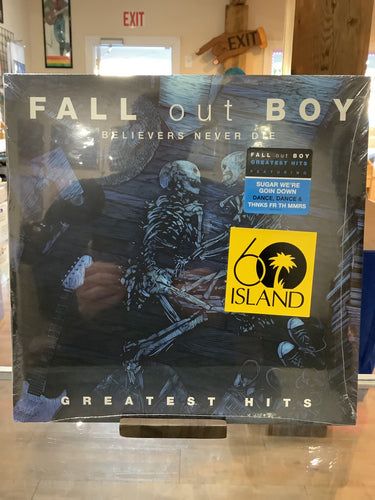 EXIT
EXIT
FALL out BOY
BELIEVERS NEVER DIE
FALL out BOY
GREATEST HITS
FEATURING
SUGAR WE'RE
GOIN DOWN
DANCE, DANCE &
THNKS FR TH MMRS
60
ISLAND
GREATEST HITS